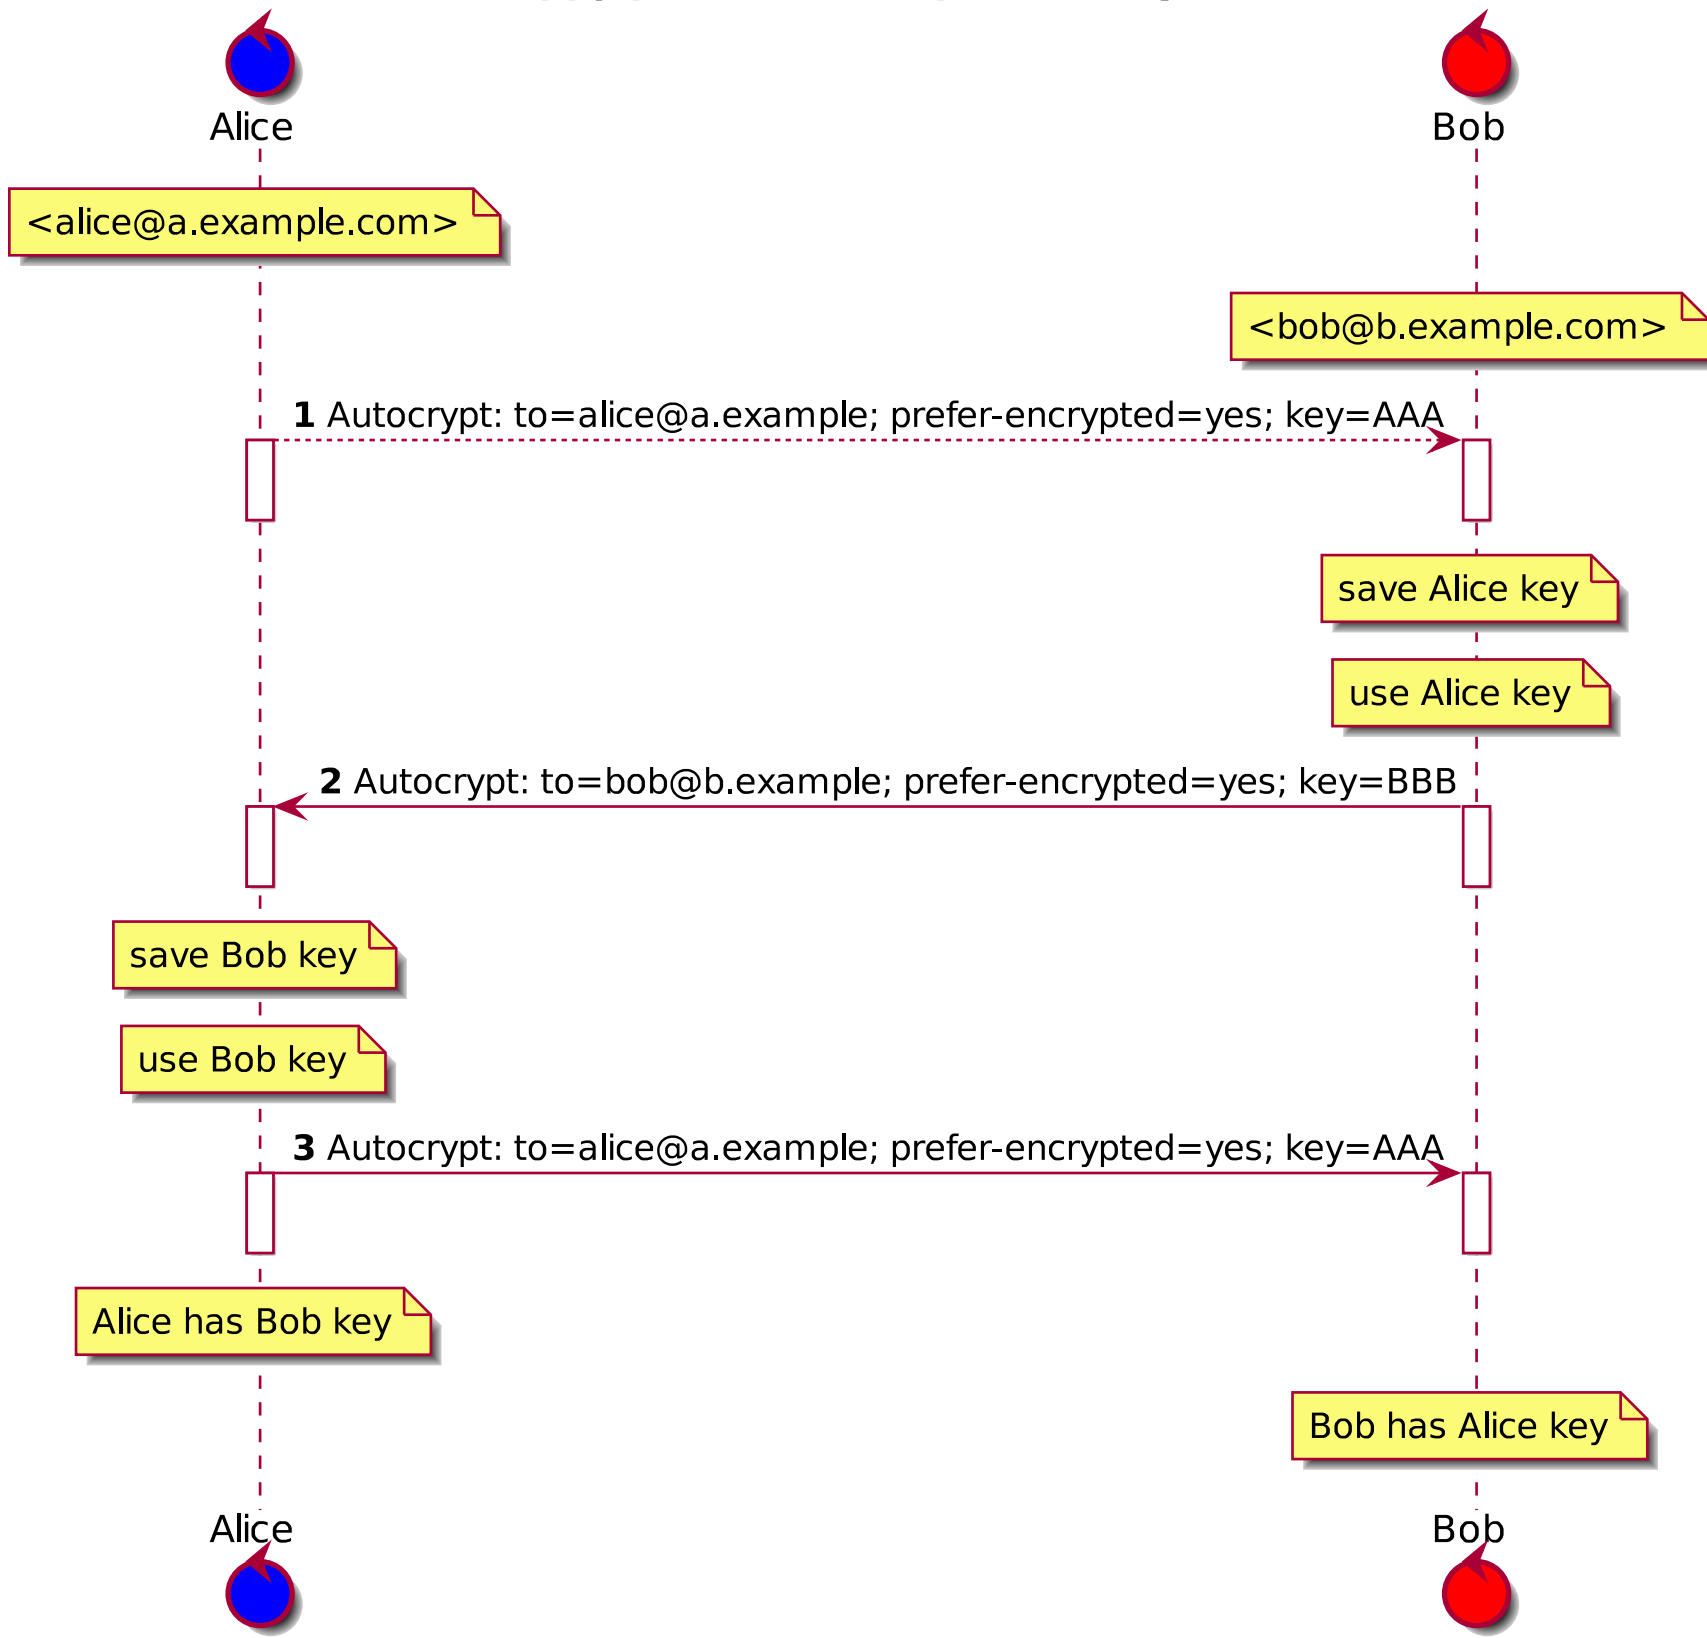 Alice
Bob
<alice@a.example.com>
<bob@b.example.com>
1 Autocrypt: to=alice@a.example; prefer-encrypted=yes; key=AAA
save Alice key
use Alice key
2 Autocrypt: to=bob@b.example; prefer-encrypted=yes; key=BBB
save Bob key
use Bob key
3 Autocrypt: to=alice@a.example; prefer-encrypted=yes; key=AAA
Alice has Bob key
Bob has Alice key
Alice
Bob